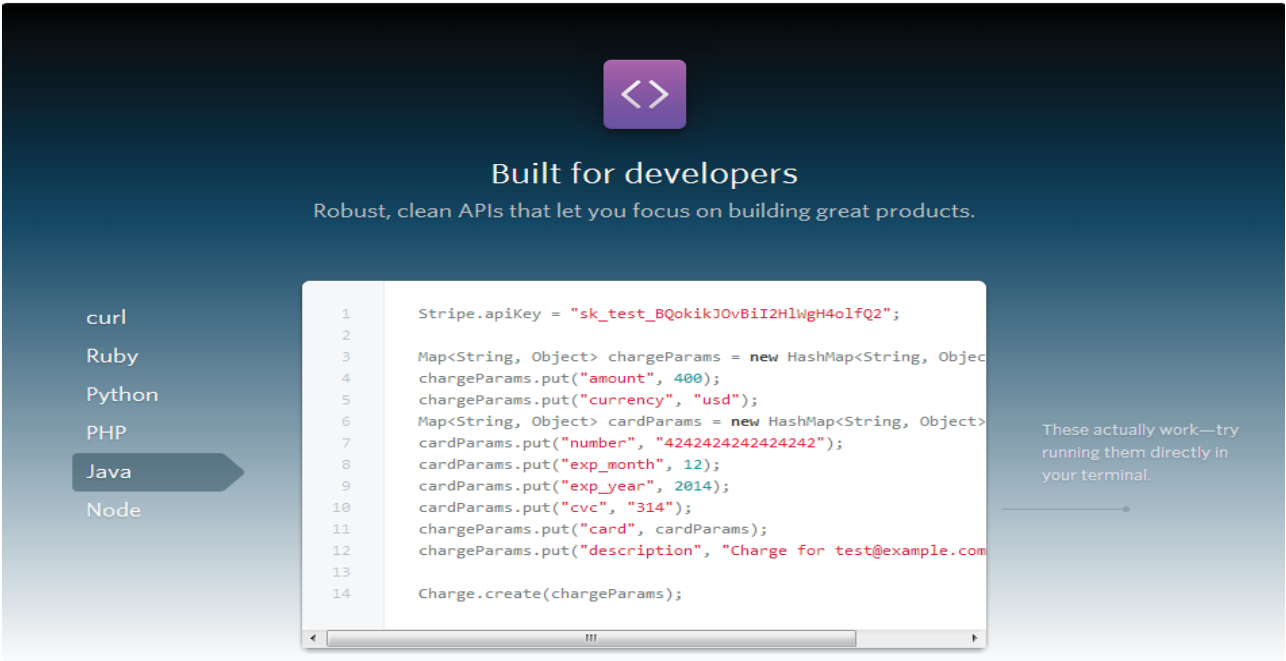 < >
Built for developers
Robust, clean APIs that let you focus on building great products.
curl
Ruby
Python
PHP
Java
Node
1 Stripe.apiKey = "sk_test_BQokikJOvBiI2HlWgH4olfQ2";
2
3 Map<String, Object> chargeParams = new HashMap<String, Objec
4 chargeParams.put("amount", 400);
5 chargeParams.put("currency", "usd");
6 Map<String, Object> cardParams = new HashMap<String, Object>
7 cardParams.put("number", "4242424242424242");
8 cardParams.put("exp_month", 12);
9 cardParams.put("exp_year", 2014);
10 cardParams.put("cvc", "314");
11 chargeParams.put("card", cardParams);
12 chargeParams.put("description", "Charge for test@example.com
13
14 Charge.create(chargeParams);
These actually work—try
running them directly in
your terminal.